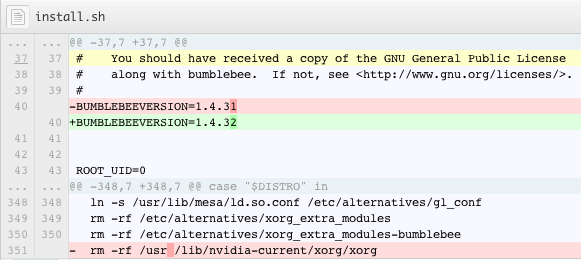 install.sh
... ... @@ -37,7 +37,7 @@
37 37 #    You should have received a copy of the GNU General Public License
38 38 #    along with bumblebee.  If not, see <http://www.gnu.org/licenses/>.
39 39 #
40 -BUMBLEBEEVERSION=1.4.31
40 +BUMBLEBEEVERSION=1.4.32
41 41
42 42
43 43 ROOT_UID=0
... ... @@ -348,7 +348,7 @@ case "$DISTRO" in
348 348 ln -s /usr/lib/mesa/ld.so.conf /etc/alternatives/gl_conf
349 349 rm -rf /etc/alternatives/xorg_extra_modules
350 350 rm -rf /etc/alternatives/xorg_extra_modules-bumblebee
351 -  rm -rf /usr /lib/nvidia-current/xorg/xorg